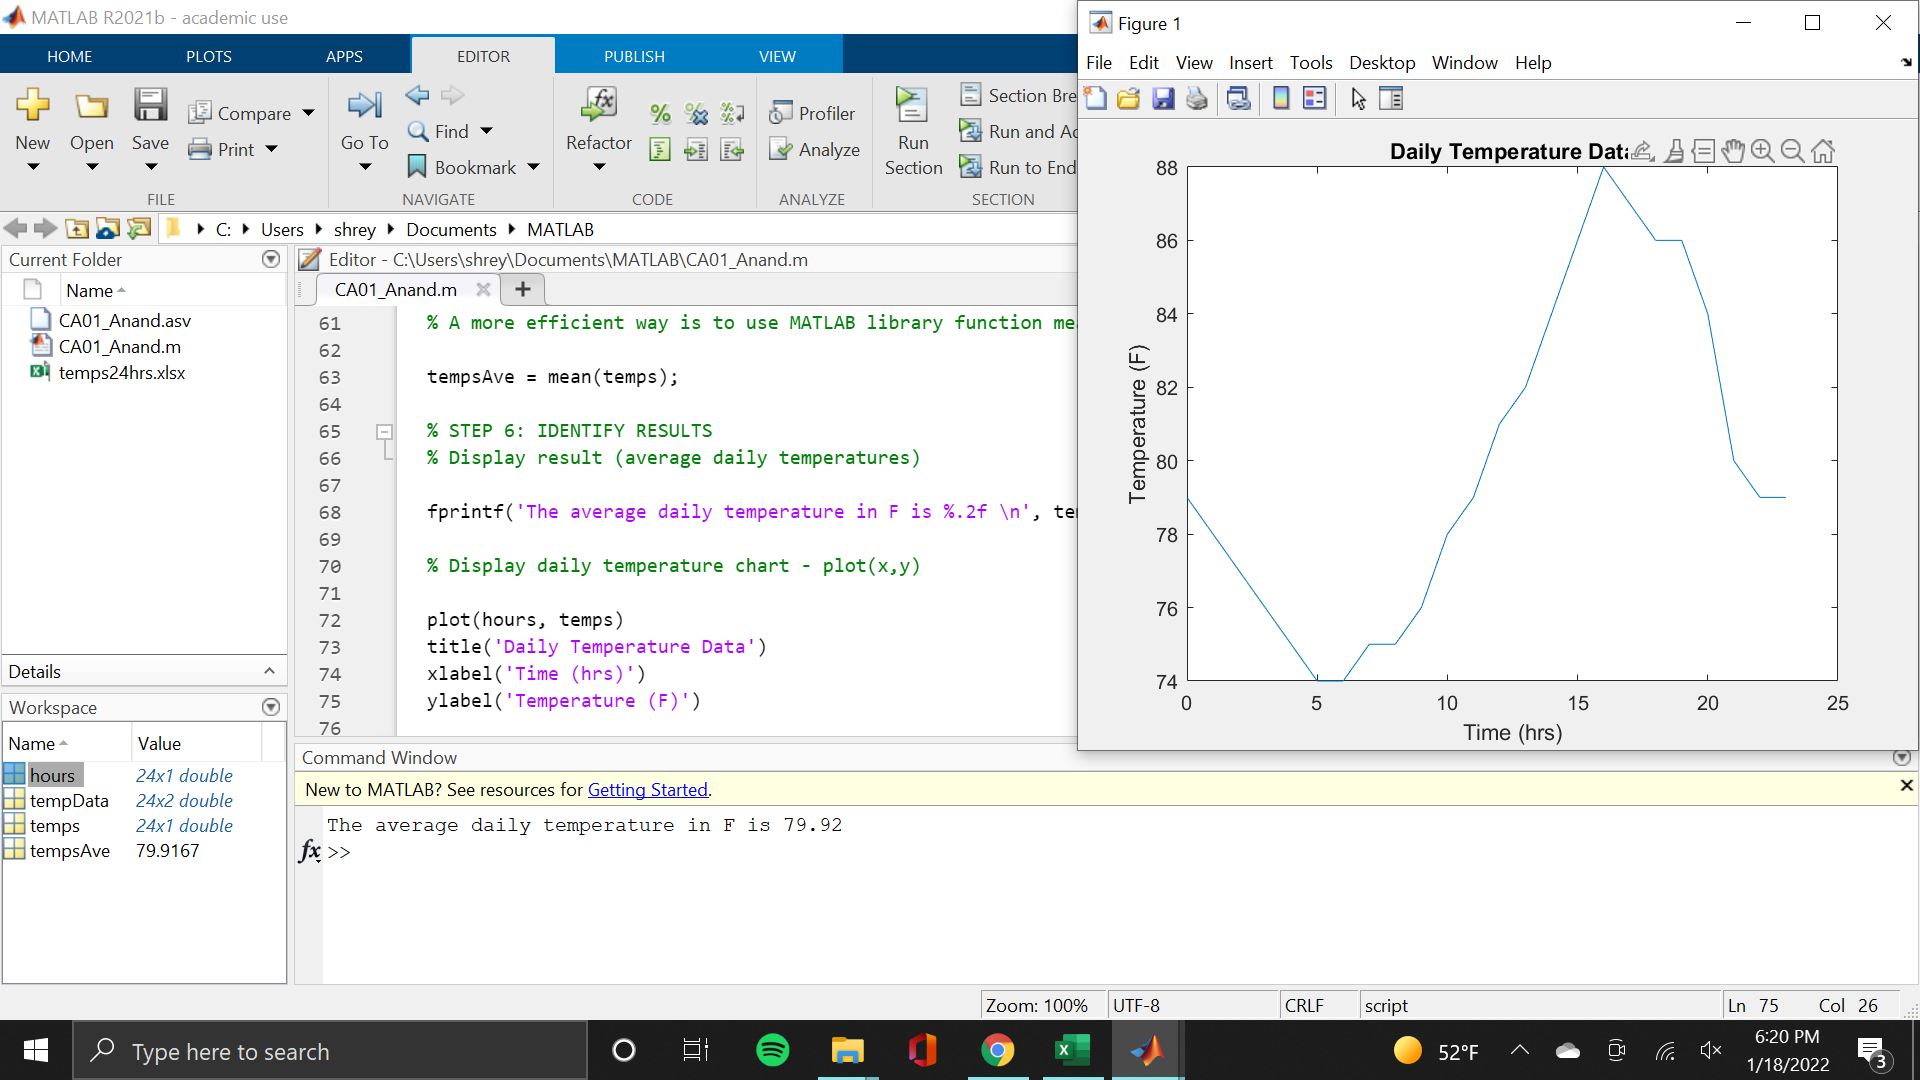 MATLAB R2021b - academic use
HOME
PLOTS
APPS
EDITOR
PUBLISH
VIEW
New
Open
Save
Compare
Print
FILE
Go To
Find
Bookmark
NAVIGATE
Refactor
CODE
Profiler
Analyze
ANALYZE
Run
Section
Section Bre
Run and Ad
Run to End
SECTION
C:
Users
shrey
Documents
MATLAB
Current Folder
Name
CA01_Anand.asv
CA01_Anand.m
temps24hrs.xlsx
Details
Workspace
Name Value
hours 24x1 double
tempData 24x2 double
temps 24x1 double
tempsAve 79.9167
Editor - C:\Users\shrey\Documents\MATLAB\CA01_Anand.m
CA01_Anand.m
61 % A more efficient way is to use MATLAB library function me
62
63 tempsAve = mean(temps);
64
65 % STEP 6: IDENTIFY RESULTS
66 % Display result (average daily temperatures)
67
68 fprintf('The average daily temperature in F is %.2f \n', te
69
70 % Display daily temperature chart - plot(x,y)
71
72 plot(hours, temps)
73 title('Daily Temperature Data')
74 xlabel('Time (hrs)')
75 ylabel('Temperature (F)')
76
Command Window
New to MATLAB? See resources for Getting Started.
The average daily temperature in F is 79.92
fx >>
Zoom: 100% UTF-8 CRLF script Ln 75 Col 26
Figure 1
File Edit View Insert Tools Desktop Window Help
Daily Temperature Data
88
86
84
82
80
78
76
74
Temperature (F)
0 5 10 15 20 25
Time (hrs)
Type here to search
52°F
6:20 PM
1/18/2022
3